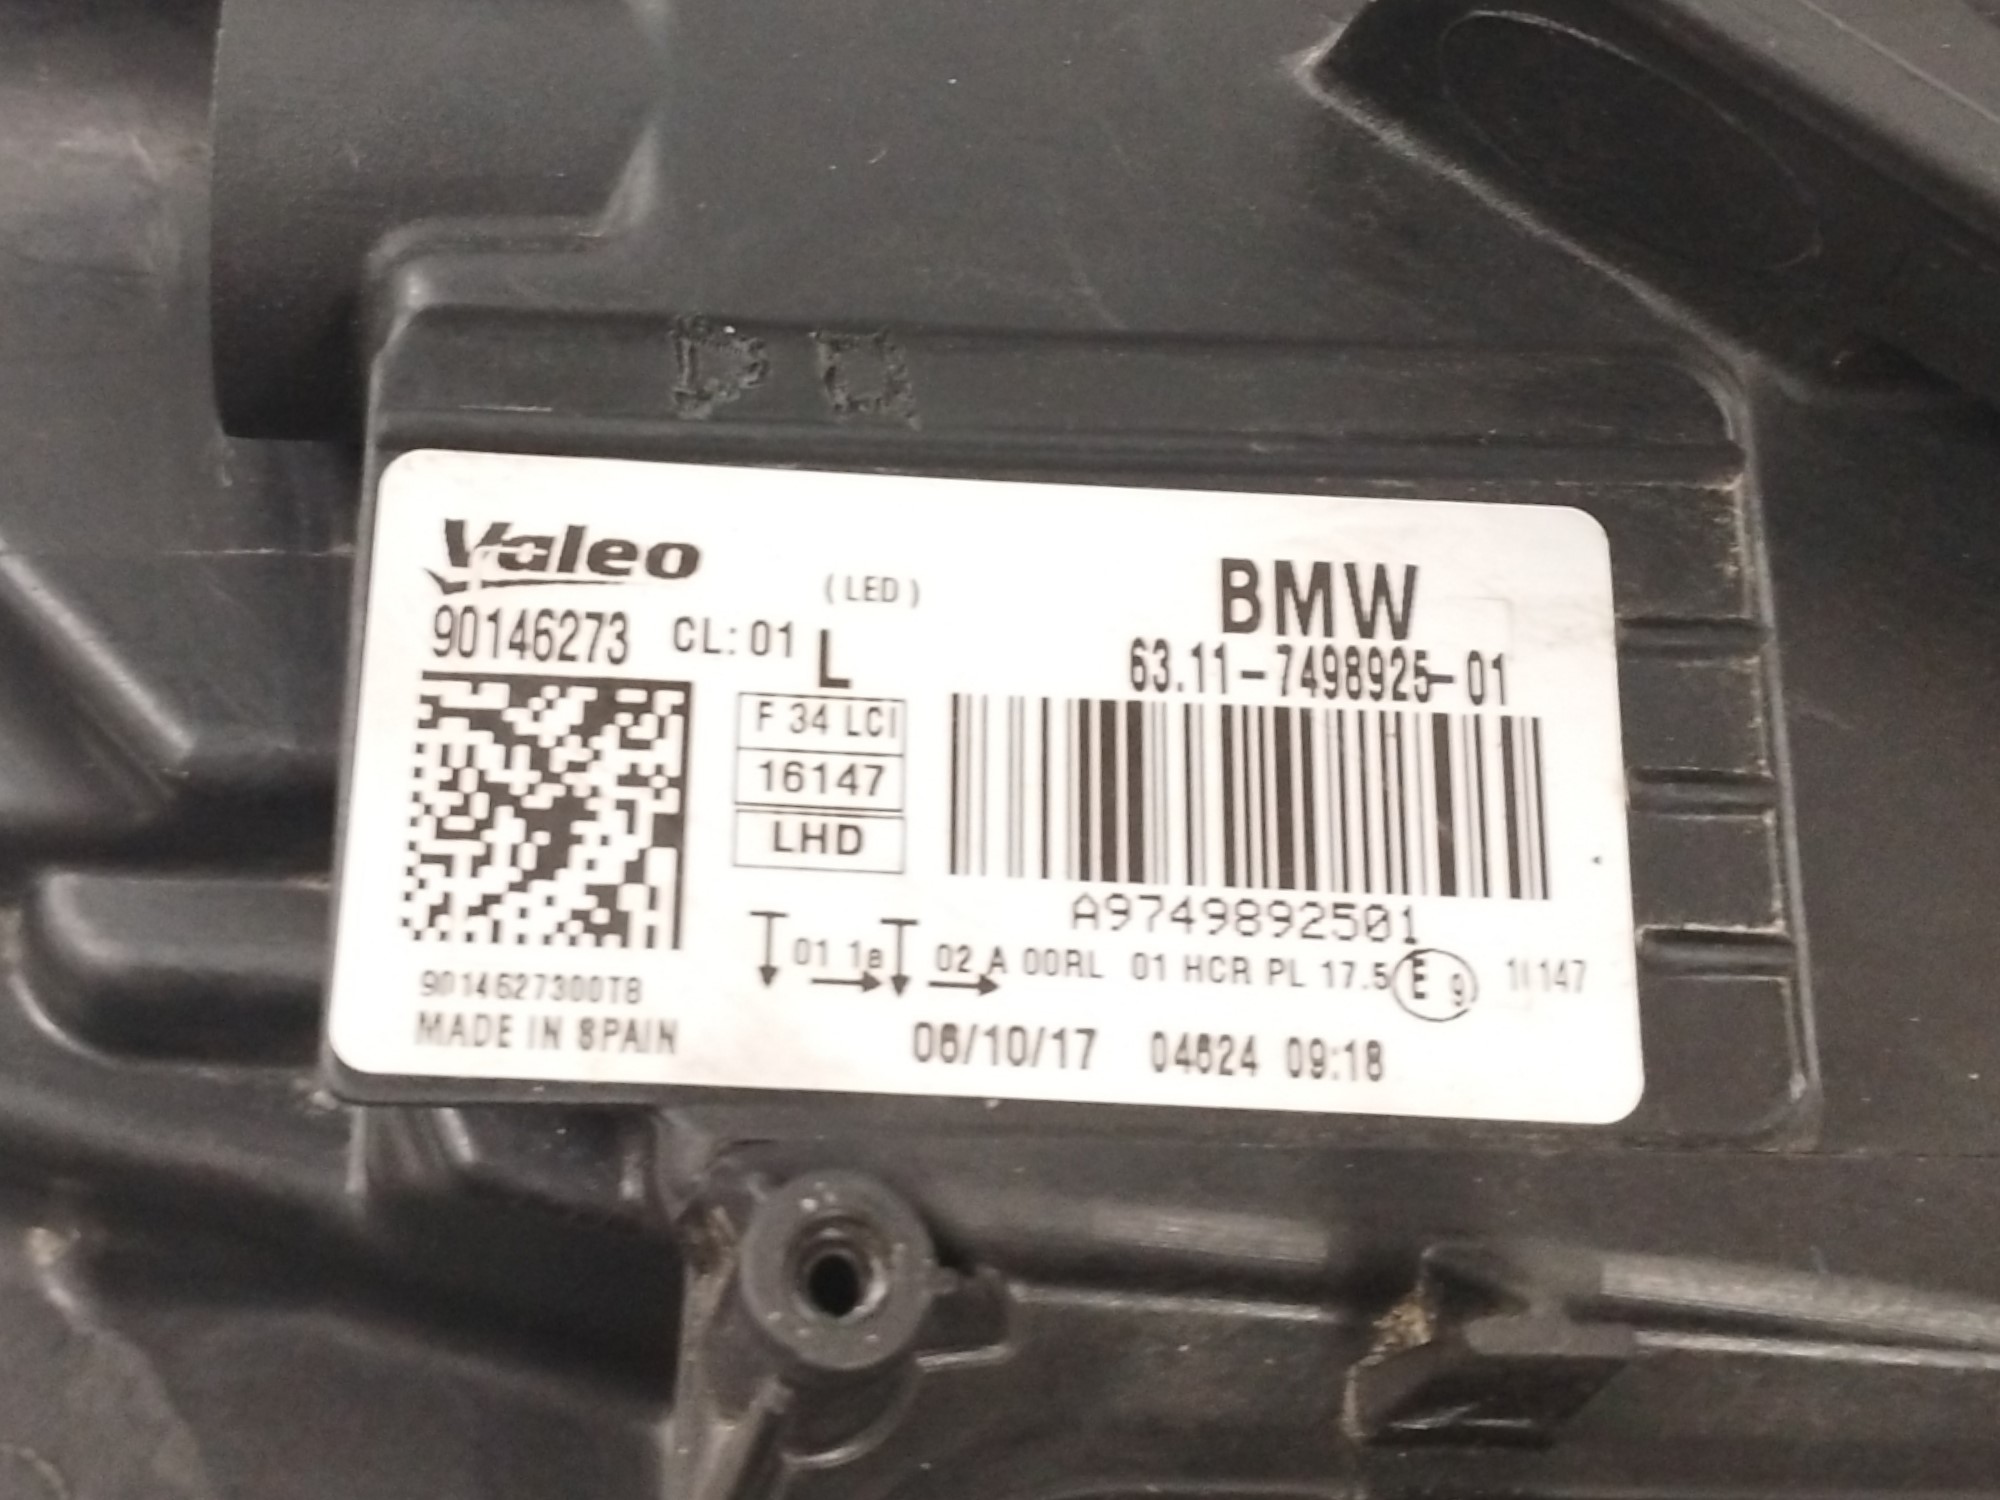 Valeo
(LED)
BMW
90146273 CL: 01 L
63.11-7498925-01
F 34 LCI
16147
LHD
A9749892501
01 1a 02 A 00RL 01 HCR PL 17.5 E 9
9014627300T8
MADE IN SPAIN
06/10/17 04624 09:18